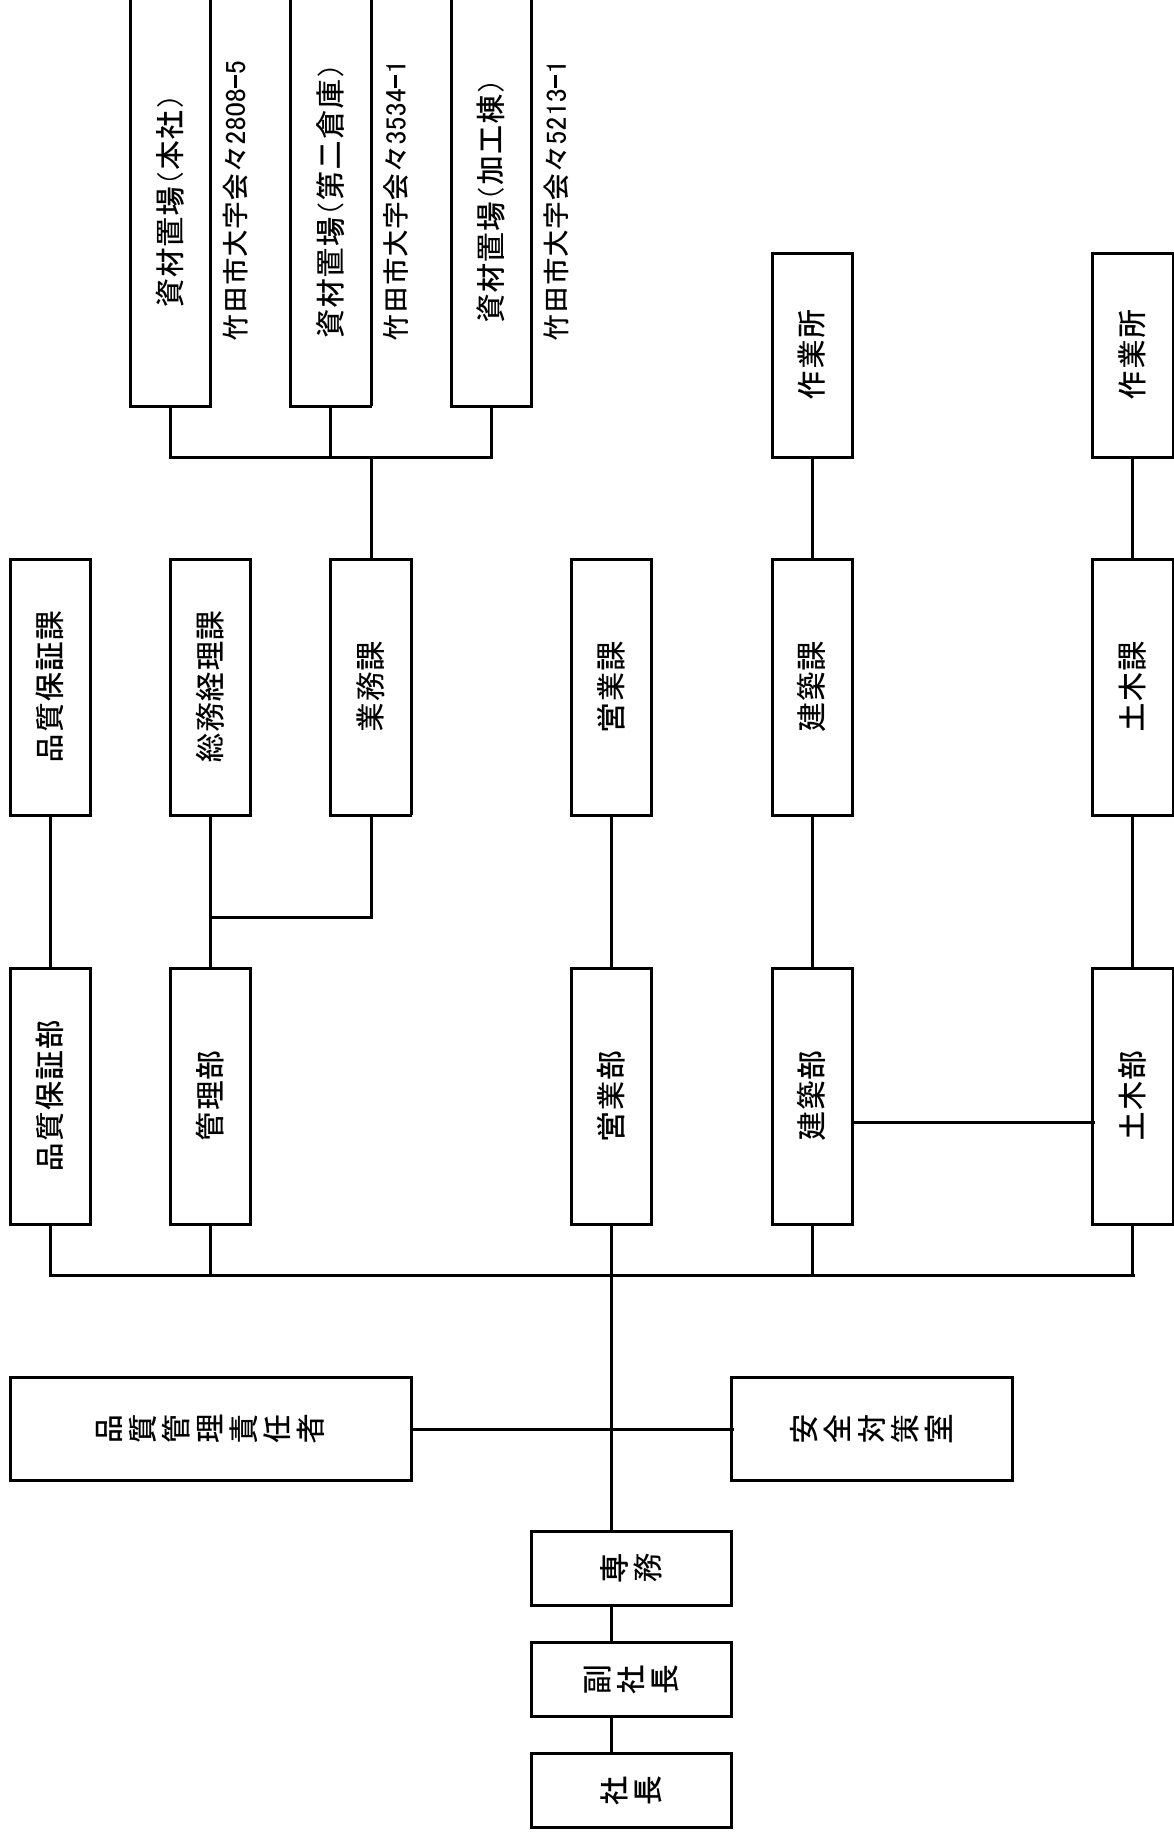 社長
副社長
専務
品質管理責任者
安全対策室
品質保証部
管理部
営業部
建築部
土木部
品質保証課
総務経理課
業務課
営業課
建築課
土木課
資材置場(本社)
竹田市大字会々2808-5
資材置場(第二倉庫)
竹田市大字会々3534-1
資材置場(加工棟)
竹田市大字会々5213-1
作業所
作業所